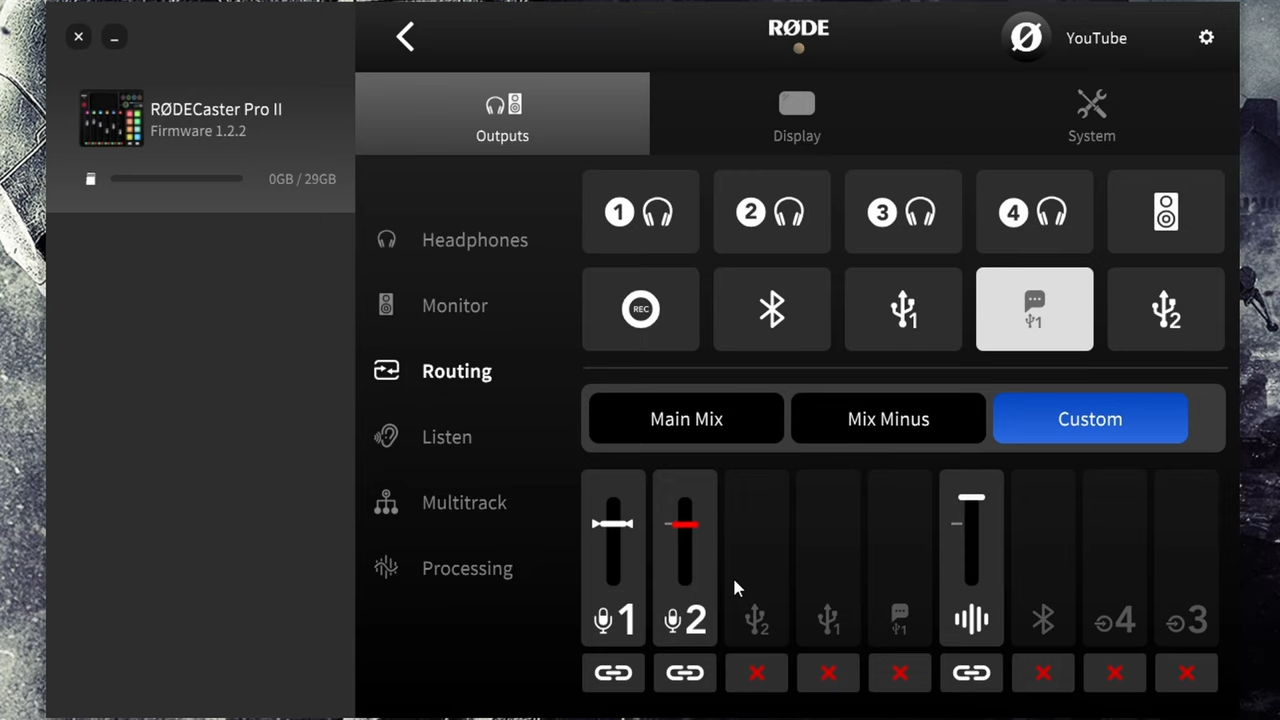 RØDE
Ø
YouTube
RØDECaster Pro II
Firmware 1.2.2
0GB / 29GB
Outputs
Display
System
Headphones
Monitor
Routing
Listen
Multitrack
Processing
1
2
3
4
REC
1
1
2
Main Mix
Mix Minus
Custom
1
2
2
1
1
4
3